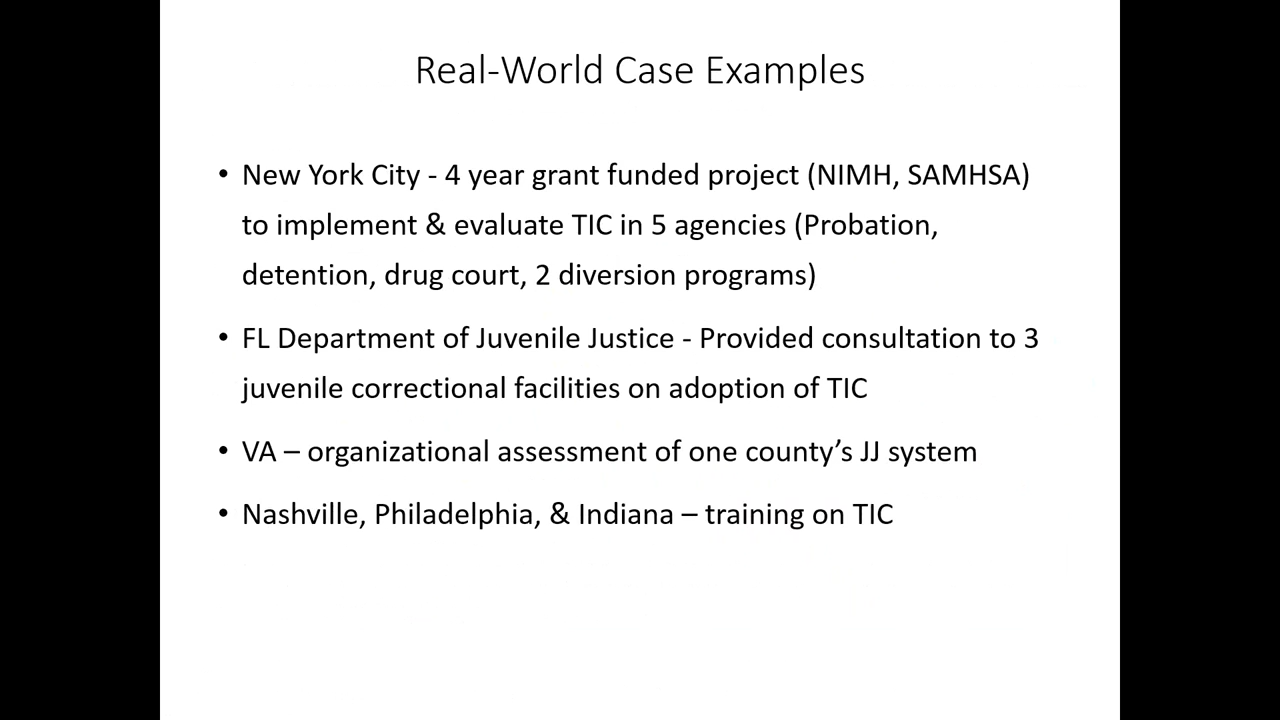 Real-World Case Examples
• New York City - 4 year grant funded project (NIMH, SAMHSA)
to implement & evaluate TIC in 5 agencies (Probation,
detention, drug court, 2 diversion programs)
• FL Department of Juvenile Justice - Provided consultation to 3
juvenile correctional facilities on adoption of TIC
• VA – organizational assessment of one county’s JJ system
• Nashville, Philadelphia, & Indiana – training on TIC